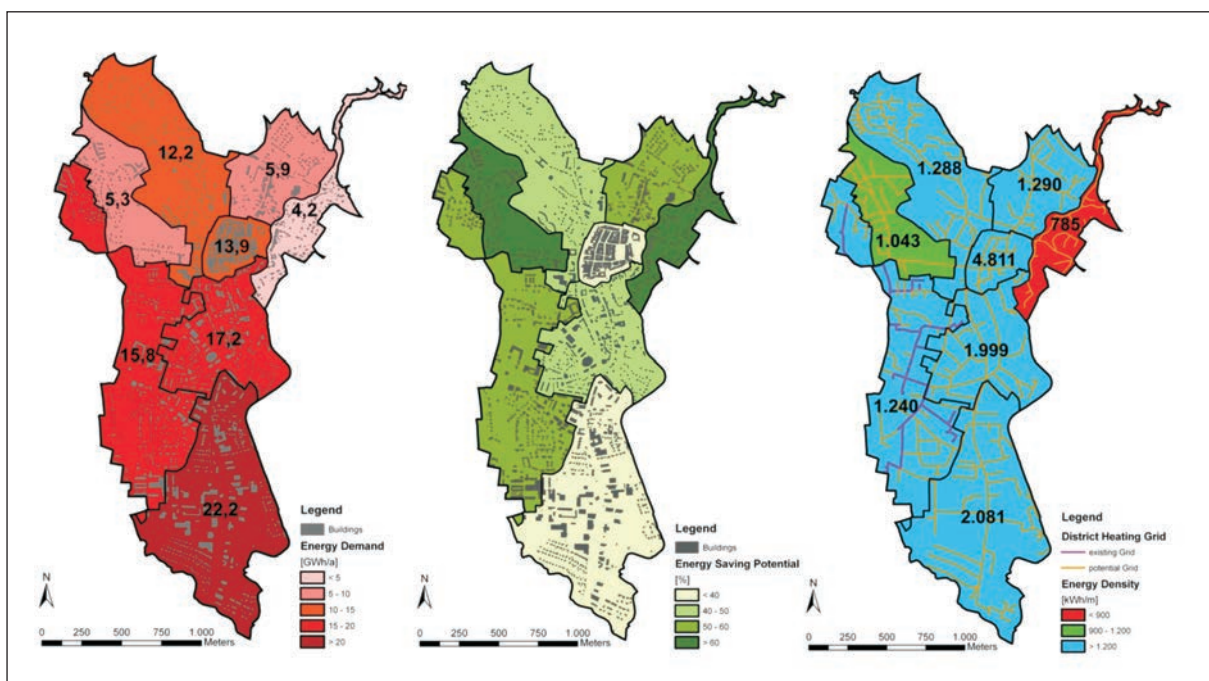 12,2
5,9
5,3
4,2
13,9
17,2
15,8
22,2
N
Legend
Buildings
Energy Demand
[GWh/a]
< 5
5 - 10
10 - 15
15 - 20
> 20
0 250 500 1.000
Meters
N
Legend
Buildings
Energy Saving Potential
[%]
< 40
40 - 50
50 - 60
> 60
0 250 500 1.000
Meters
1.288
1.290
785
1.043
4.811
1.999
1.240
2.081
N
Legend
District Heating Grid
existing Grid
potential Grid
Energy Density
[kWh/m]
< 900
900 - 1.200
> 1.200
0 250 500 1.000
Meters